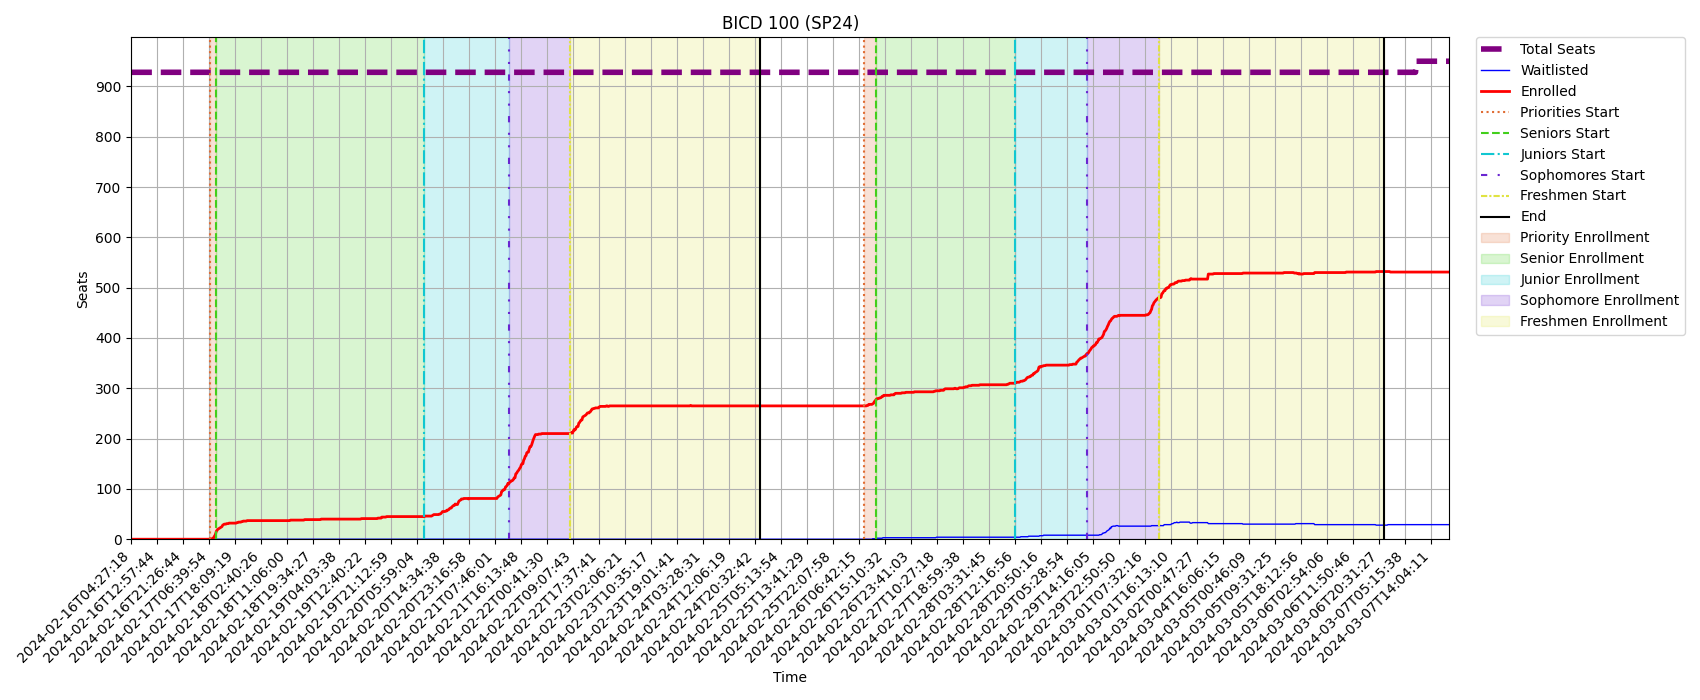 BICD 100 (SP24)
Seats
900
800
700
600
500
400
300
200
100
0
2024-02-16T04:27:18
2024-02-16T12:57:44
2024-02-16T21:26:44
2024-02-17T06:39:54
2024-02-17T18:09:19
2024-02-18T02:40:26
2024-02-18T11:06:00
2024-02-18T19:34:27
2024-02-19T04:03:38
2024-02-19T12:40:22
2024-02-19T21:12:59
2024-02-20T05:59:04
2024-02-20T14:34:38
2024-02-20T23:16:58
2024-02-21T07:46:01
2024-02-21T16:13:48
2024-02-22T00:41:30
2024-02-22T09:07:43
2024-02-22T17:37:41
2024-02-23T02:06:21
2024-02-23T10:35:17
2024-02-23T19:01:41
2024-02-24T03:28:31
2024-02-24T12:06:19
2024-02-24T20:32:42
2024-02-25T05:13:54
2024-02-25T13:41:29
2024-02-25T22:07:58
2024-02-26T06:42:15
2024-02-26T15:10:32
2024-02-26T23:41:03
2024-02-27T10:27:18
2024-02-27T18:59:38
2024-02-28T03:31:45
2024-02-28T12:16:56
2024-02-28T20:50:16
2024-02-29T05:28:54
2024-02-29T14:16:05
2024-02-29T22:50:50
2024-03-01T07:32:16
2024-03-01T16:13:10
2024-03-02T00:47:27
2024-03-04T16:06:15
2024-03-05T00:46:09
2024-03-05T09:31:25
2024-03-05T18:12:56
2024-03-06T02:54:06
2024-03-06T11:50:46
2024-03-06T20:31:27
2024-03-07T05:15:38
2024-03-07T14:04:11
Time
Total Seats
Waitlisted
Enrolled
Priorities Start
Seniors Start
Juniors Start
Sophomores Start
Freshmen Start
End
Priority Enrollment
Senior Enrollment
Junior Enrollment
Sophomore Enrollment
Freshmen Enrollment